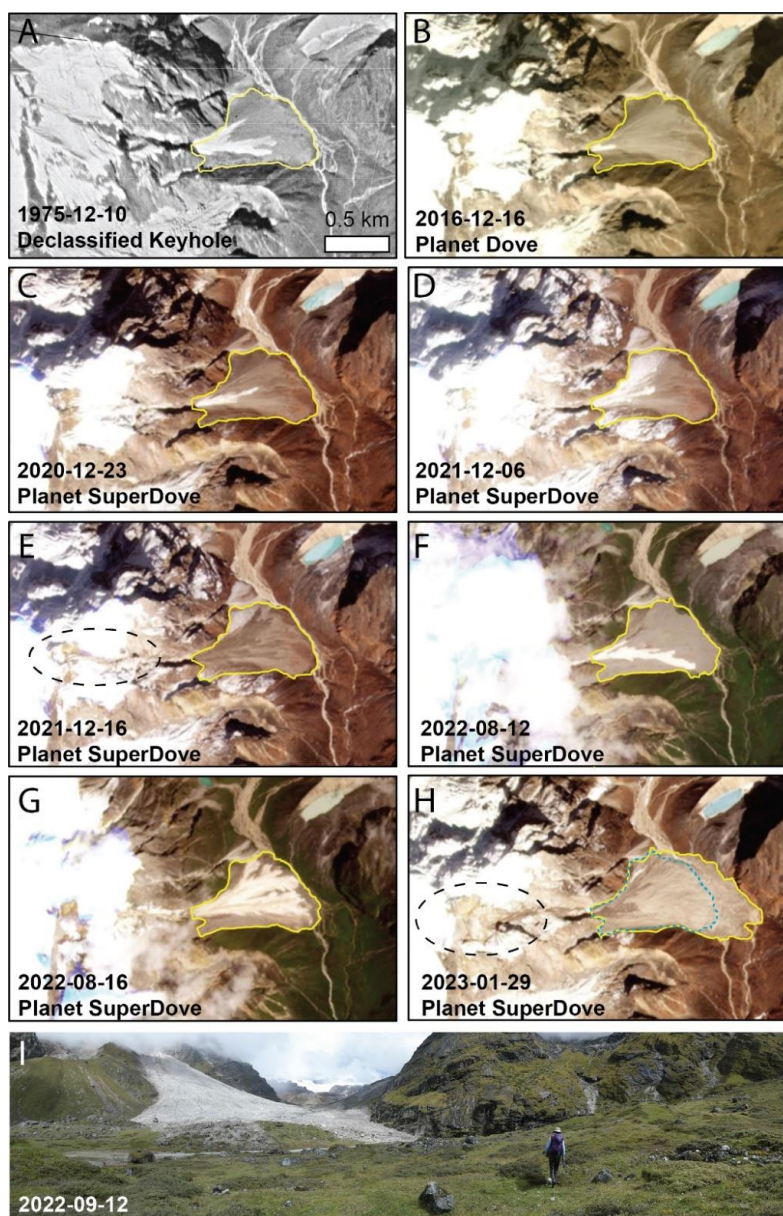 A
1975-12-10
Declassified Keyhole
0.5 km
B
2016-12-16
Planet Dove
C
2020-12-23
Planet SuperDove
D
2021-12-06
Planet SuperDove
E
2021-12-16
Planet SuperDove
F
2022-08-12
Planet SuperDove
G
2022-08-16
Planet SuperDove
H
2023-01-29
Planet SuperDove
I
2022-09-12